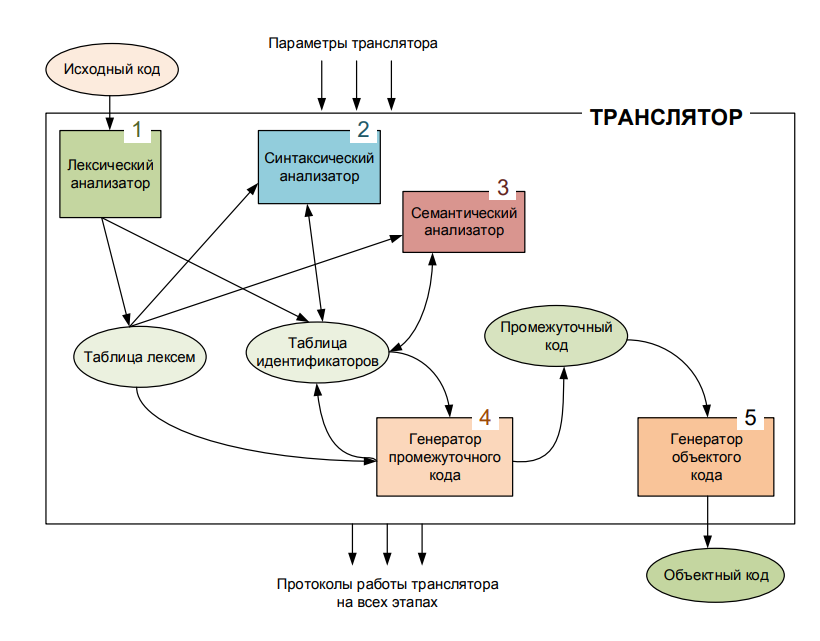 Параметры транслятора
Исходный код
ТРАНСЛЯТОР
1
Лексический
анализатор
2
Синтаксический
анализатор
3
Семантический
анализатор
Таблица лексем
Таблица
идентификаторов
Промежуточный
код
4
Генератор
промежуточного
кода
5
Генератор
объектого
кода
Объектный код
Протоколы работы транслятора
на всех этапах